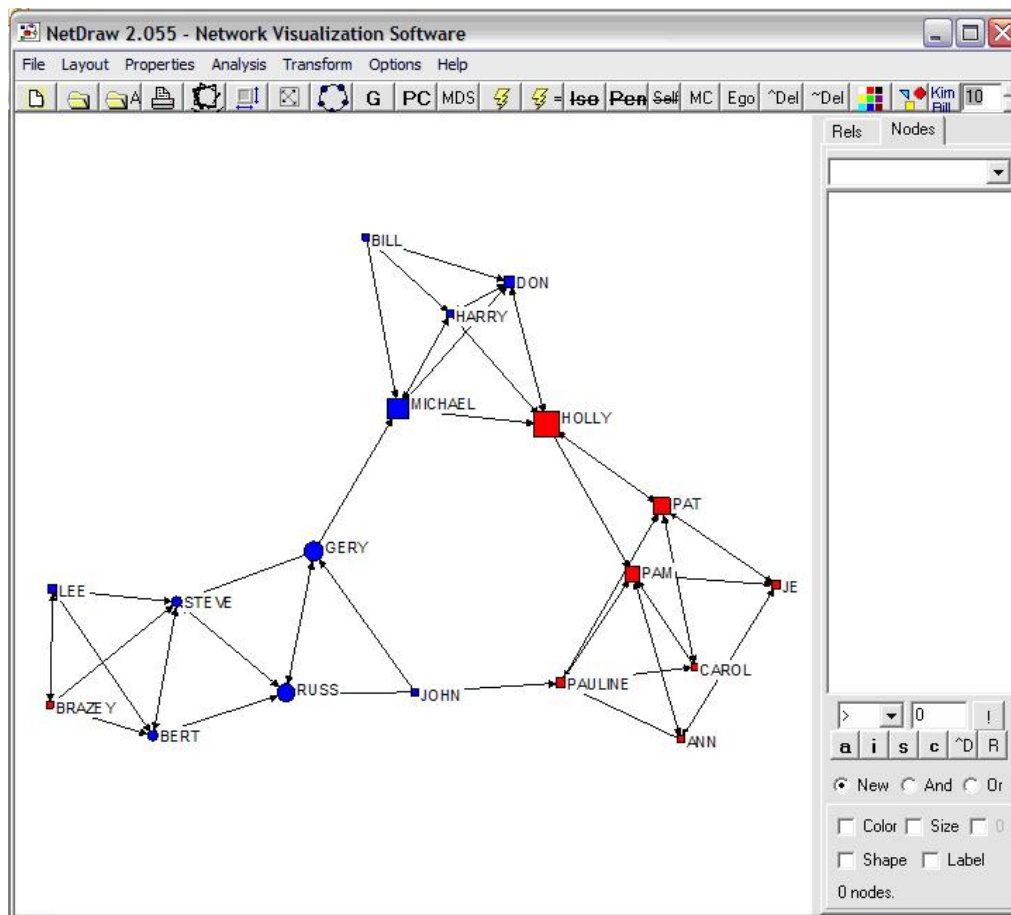 NetDraw 2.055 - Network Visualization Software
File Layout Properties Analysis Transform Options Help
A G PC MDS = Iso Pen Self MC Ego ^Del ~Del Kim Bill 10
Rels Nodes
BILL
DON
HARRY
MICHAEL
HOLLY
PAT
GERY
PAM
LEE
STEVE
JE
CAROL
RUSS
JOHN
PAULINE
BRAZEY
BERT
ANN
> 0 !
a i s c ^D R
New And Or
Color Size 0
Shape Label
0 nodes.